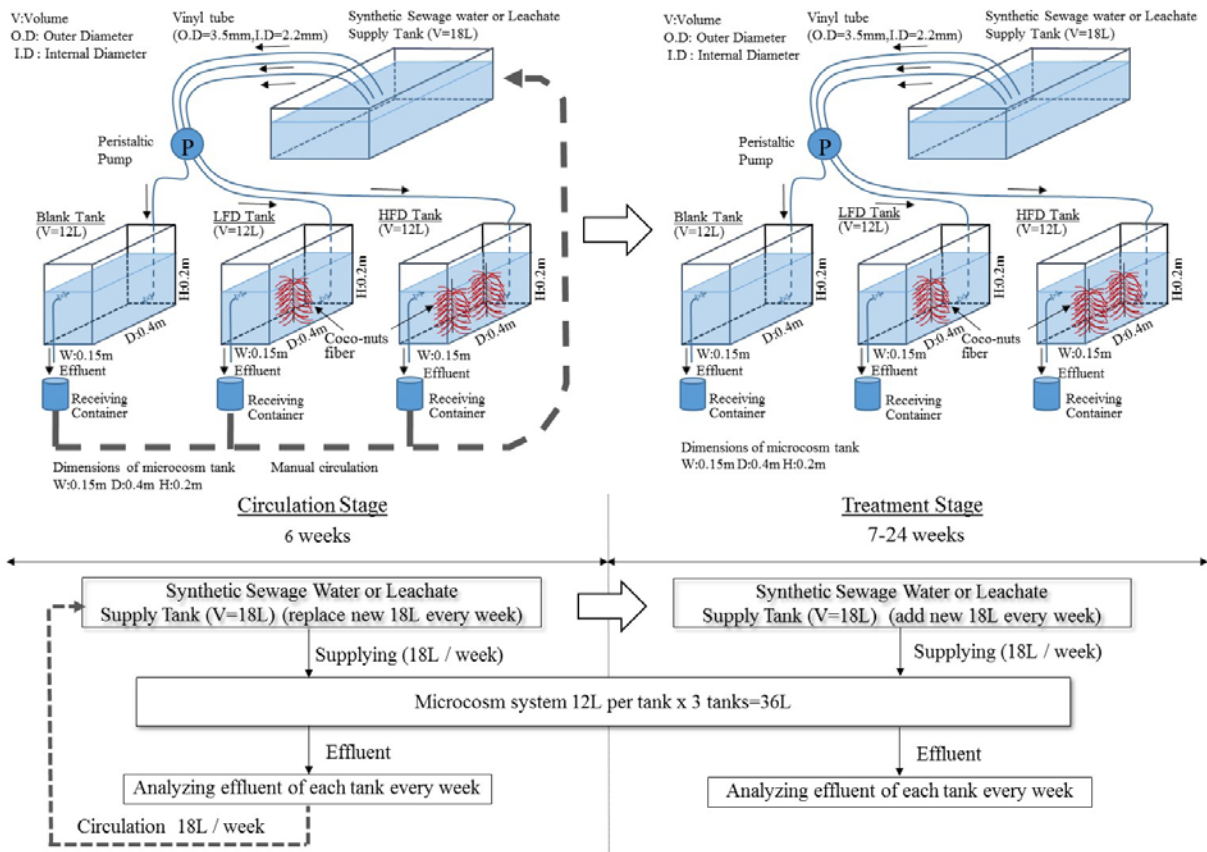 V:Volume
O.D: Outer Diameter
I.D : Internal Diameter
Vinyl tube
(O.D=3.5mm,I.D=2.2mm)
Synthetic Sewage water or Leachate
Supply Tank (V=18L)
Peristaltic
Pump
P
Blank Tank
(V=12L)
LFD Tank
(V=12L)
HFD Tank
(V=12L)
H:0.2m
H:0.2m
H:0.2m
D:0.4m
D:0.4m
D:0.4m
Coco-nuts
fiber
W:0.15m
W:0.15m
W:0.15m
Effluent
Effluent
Effluent
Receiving
Container
Receiving
Container
Receiving
Container
Dimensions of microcosm tank
W:0.15m D:0.4m H:0.2m
Manual circulation
V:Volume
O.D: Outer Diameter
I.D : Internal Diameter
Vinyl tube
(O.D=3.5mm,I.D=2.2mm)
Synthetic Sewage water or Leachate
Supply Tank (V=18L)
Peristaltic
Pump
P
Blank Tank
(V=12L)
LFD Tank
(V=12L)
HFD Tank
(V=12L)
H:0.2m
H:0.2m
H:0.2m
D:0.4m
D:0.4m
D:0.4m
Coco-nuts
fiber
W:0.15m
W:0.15m
W:0.15m
Effluent
Effluent
Effluent
Receiving
Container
Receiving
Container
Receiving
Container
Dimensions of microcosm tank
W:0.15m D:0.4m H:0.2m
Circulation Stage
6 weeks
Treatment Stage
7-24 weeks
Synthetic Sewage Water or Leachate
Supply Tank (V=18L) (replace new 18L every week)
Synthetic Sewage Water or Leachate
Supply Tank (V=18L) (add new 18L every week)
Supplying (18L / week)
Supplying (18L / week)
Microcosm system 12L per tank x 3 tanks=36L
Effluent
Effluent
Analyzing effluent of each tank every week
Analyzing effluent of each tank every week
Circulation 18L / week